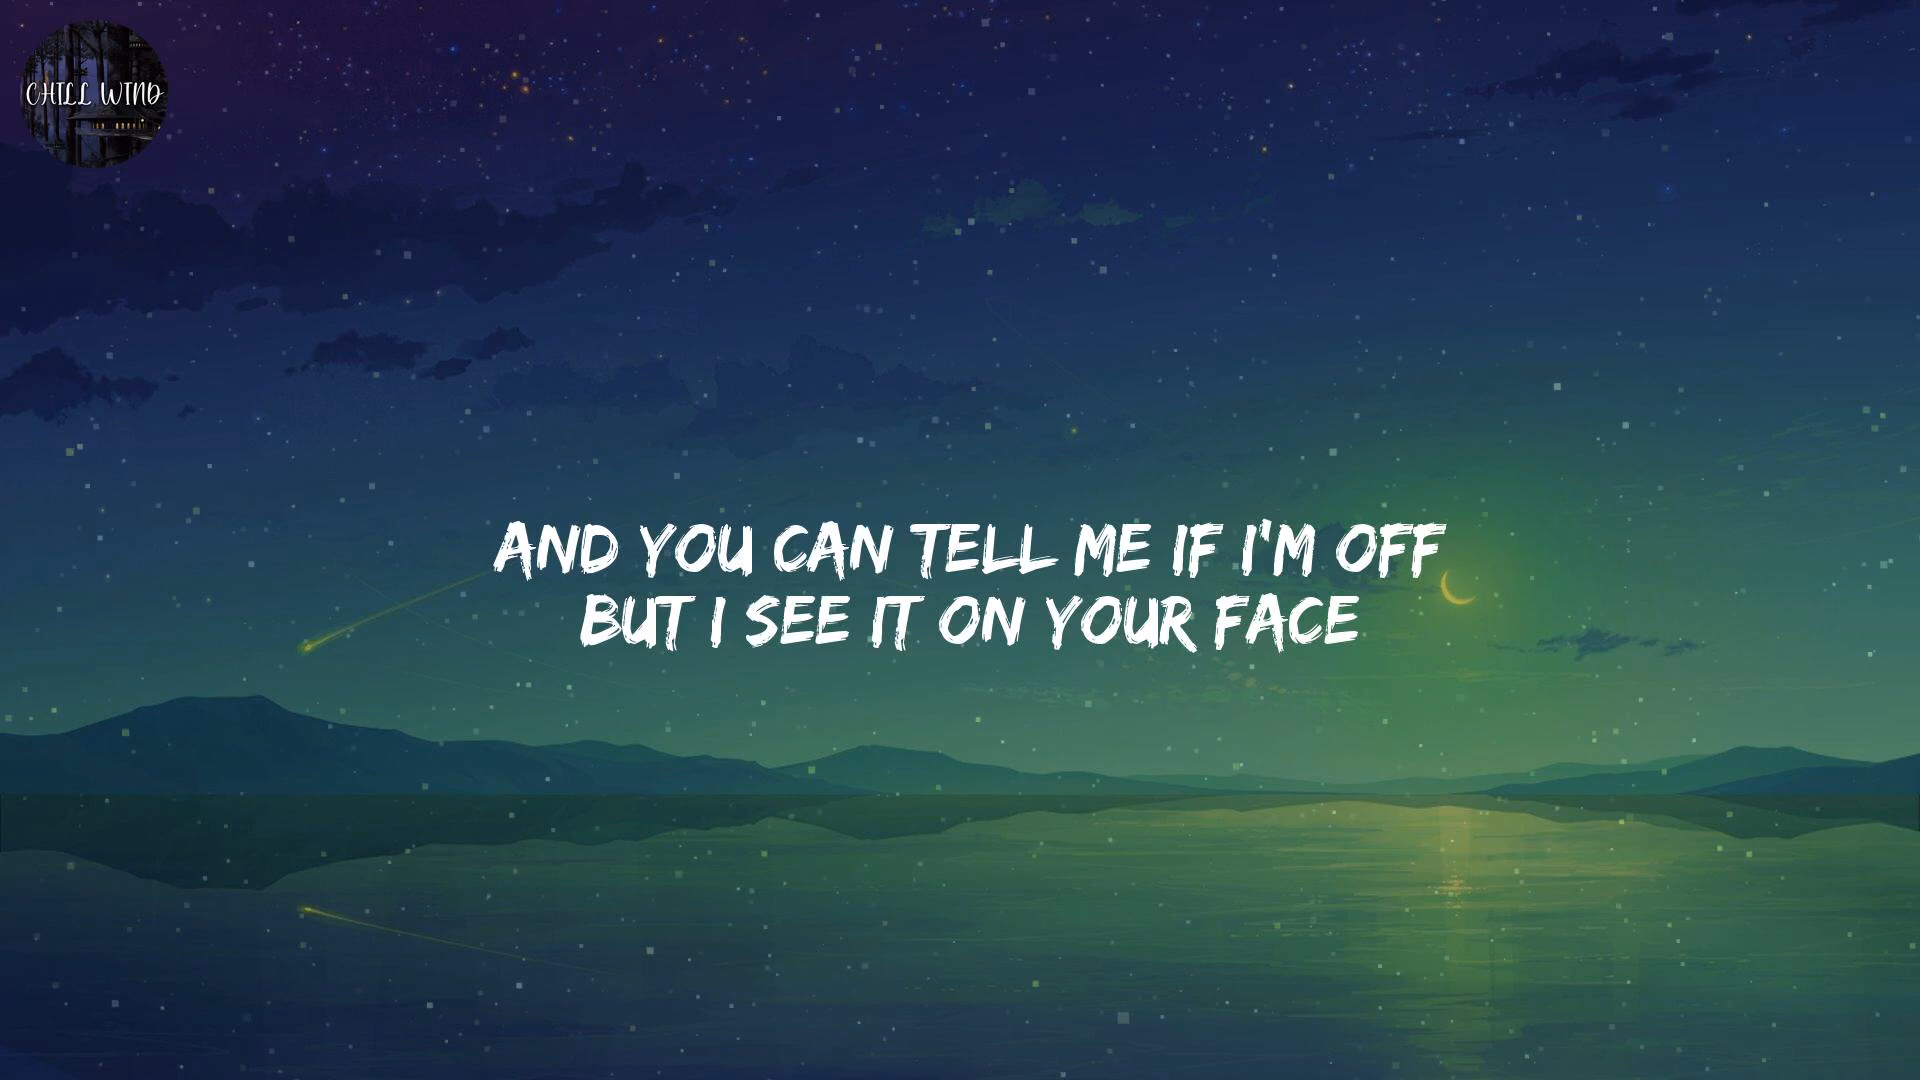 CHILL WIND
AND YOU CAN TELL ME IF I'M OFF
BUT I SEE IT ON YOUR FACE